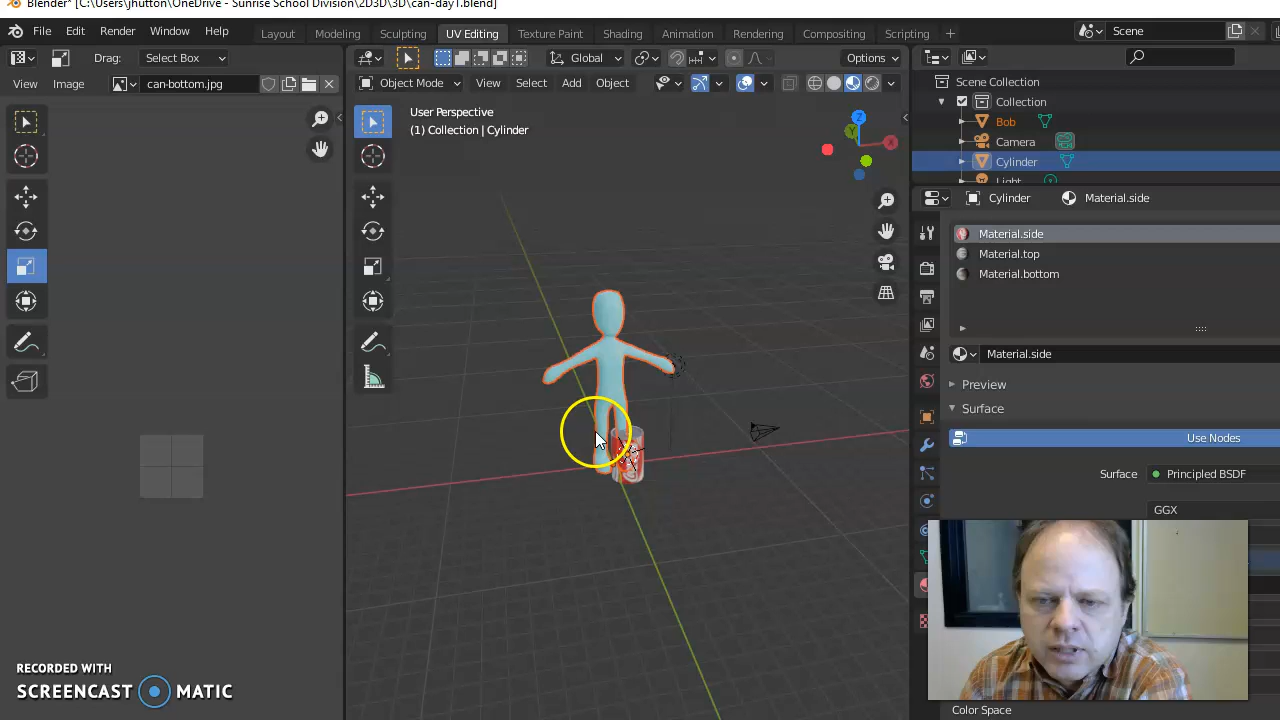 Blender* [C:\Users\jhutton\OneDrive - Sunrise School Division\2D3D\3D\can-day1.blend]
File Edit Render Window Help Layout Modeling Sculpting UV Editing Texture Paint Shading Animation Rendering Compositing Scripting + Scene
Drag: Select Box Global Options
View Image can-bottom.jpg Object Mode View Select Add Object
Scene Collection
Collection
Bob
Camera
Cylinder
Light
User Perspective
(1) Collection | Cylinder
Z
Y
X
Cylinder Material.side
Material.side
Material.top
Material.bottom
Material.side
Preview
Surface
Use Nodes
Surface Principled BSDF
GGX
Color Space
RECORDED WITH
SCREENCAST MATIC